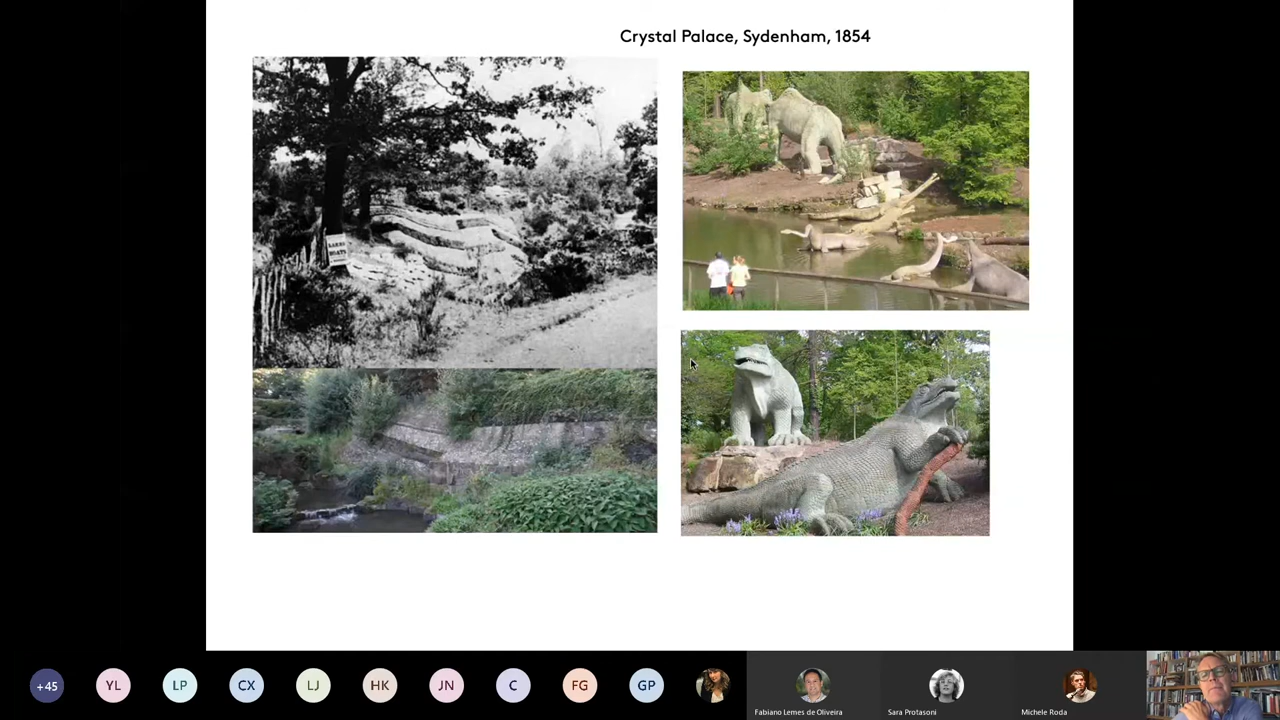 Crystal Palace, Sydenham, 1854
+45
YL
LP
CX
LJ
HK
JN
C
FG
GP
Fabiano Lemes de Oliveira
Sara Protasoni
Michele Roda